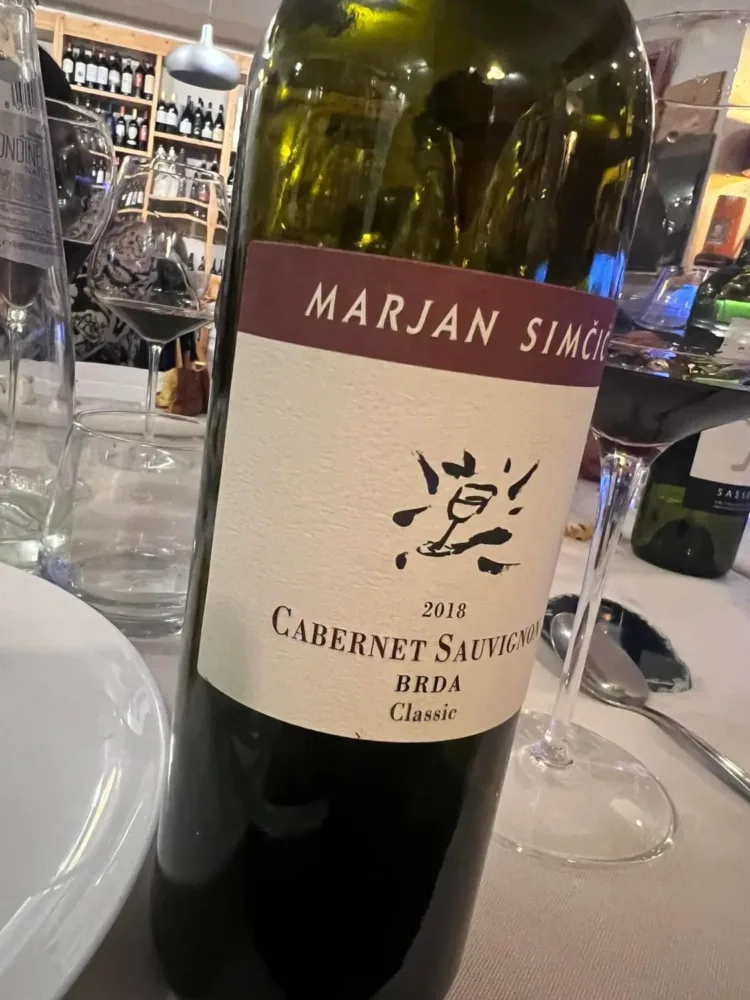 MARJAN SIMČIČ
2018
CABERNET SAUVIGNON
BRDA
Classic